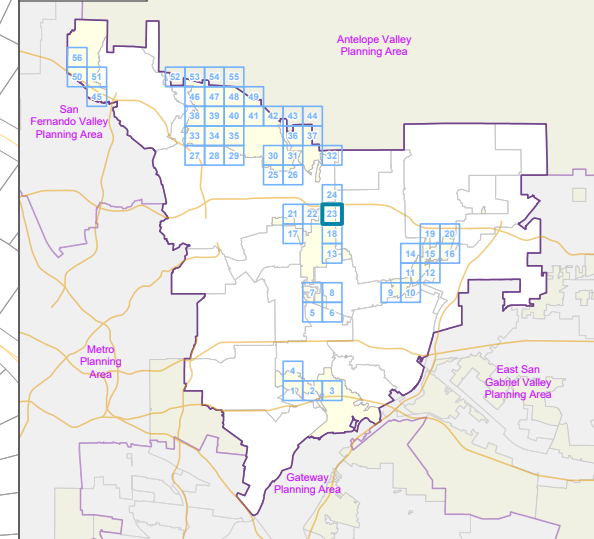 Antelope Valley
Planning Area
56
50 51
45
52 53 54 55
46 47 48 49
38 39 40 41 42 43 44
33 34 35 36 37
27 28 29 30 31 32
25 26
San
Fernando Valley
Planning Area
24
21 22 23
17 18
13
19 20
14 15 16
11 12
9 10
7 8
5 6
Metro
Planning
Area
4
1 2 3
East San
Gabriel Valley
Planning Area
Gateway
Planning Area